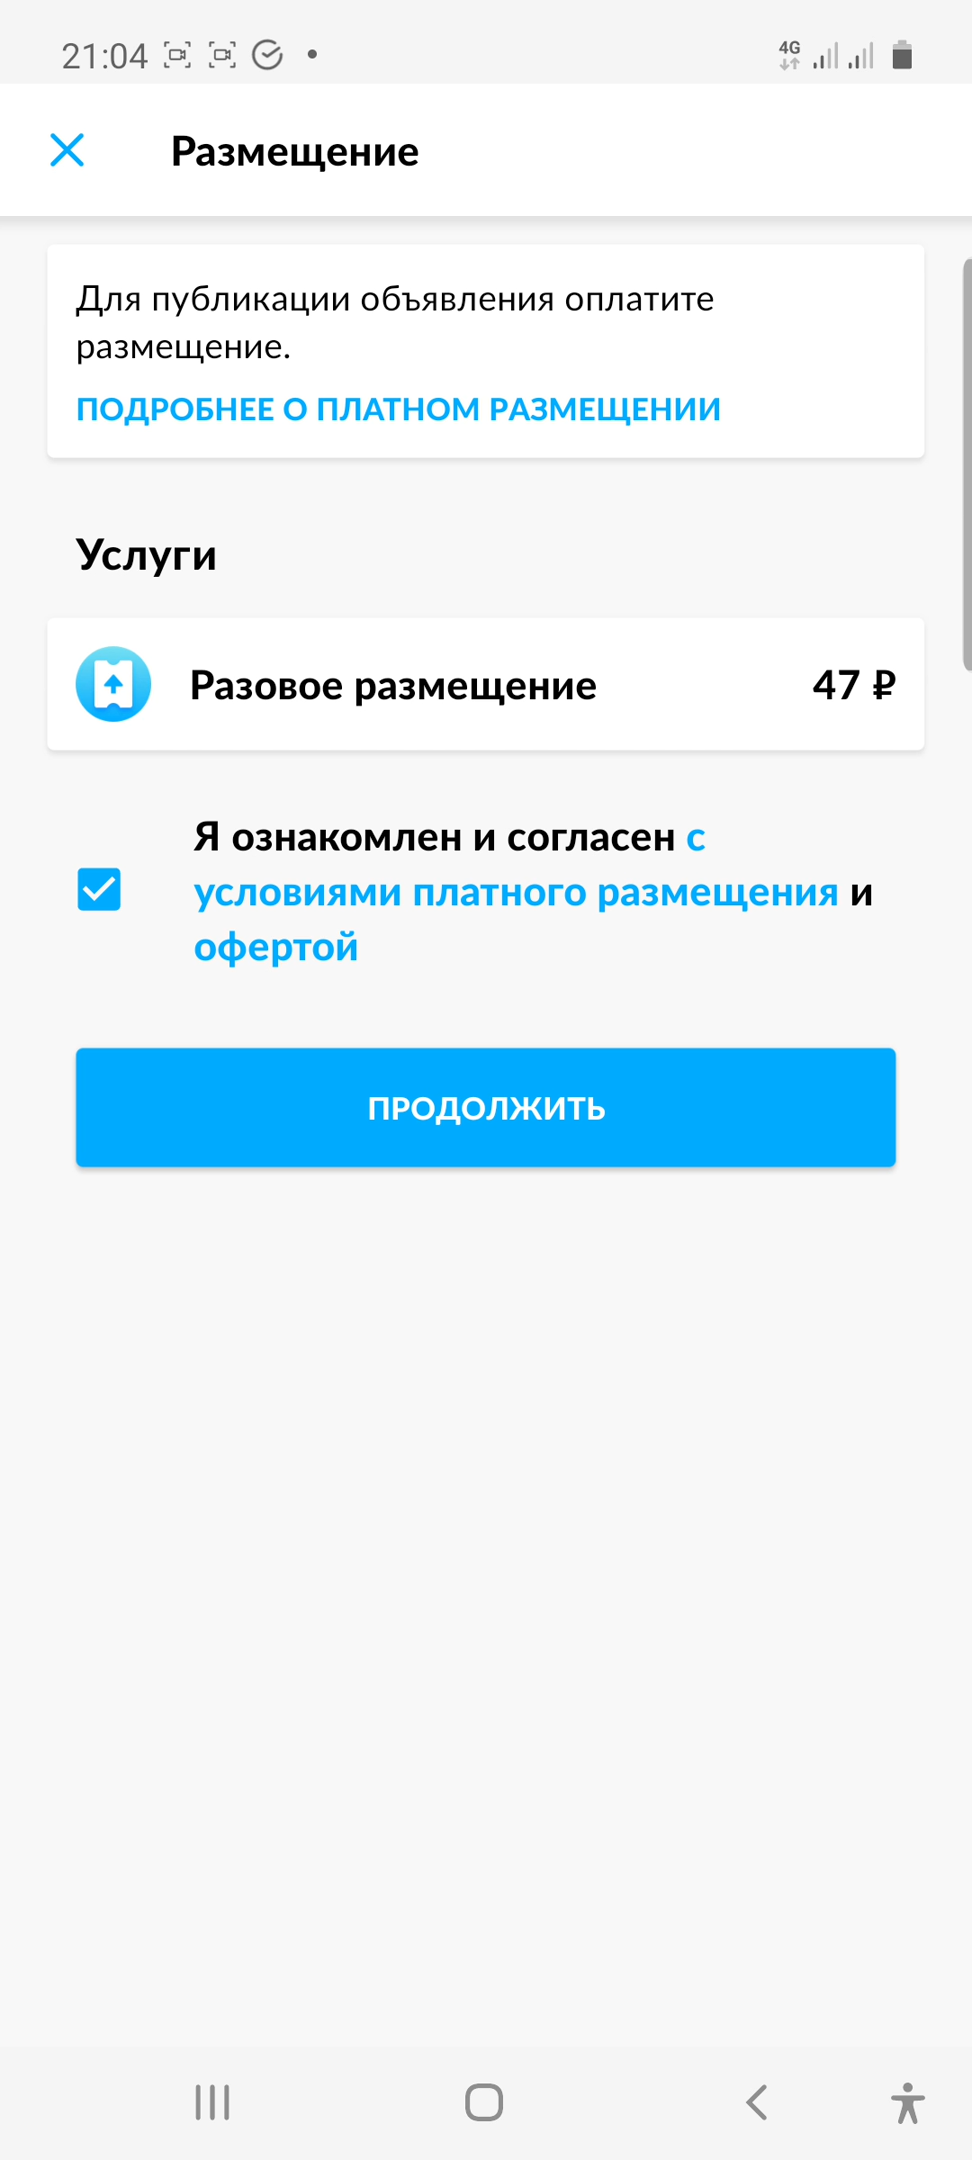 21:04
4G
Размещение
Для публикации объявления оплатите
размещение.
ПОДРОБНЕЕ О ПЛАТНОМ РАЗМЕЩЕНИИ
Услуги
Разовое размещение 47 ₽
Я ознакомлен и согласен с
условиями платного размещения и
офертой
ПРОДОЛЖИТЬ